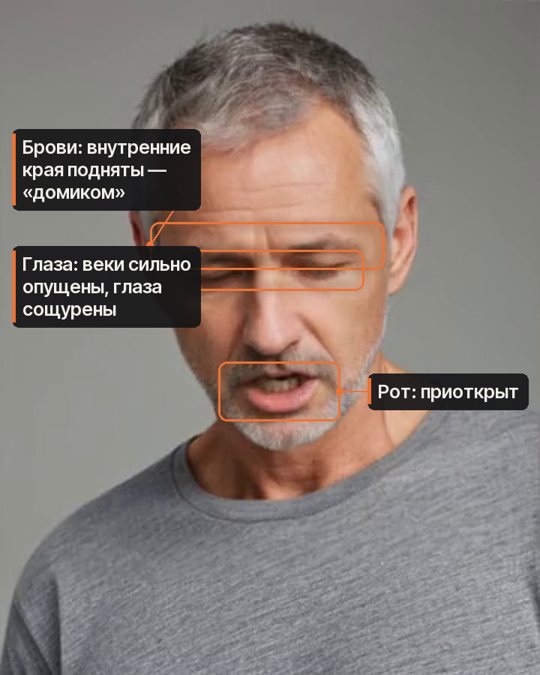 Брови: внутренние
края подняты —
«домиком»
Глаза: веки сильно
опущены, глаза
сощурены
Рот: приоткрыт